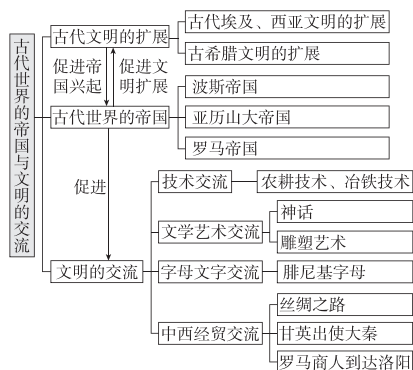 古代世界的帝国与文明的交流
古代文明的扩展
古代埃及、西亚文明的扩展
古希腊文明的扩展
促进帝国兴起
促进文明扩展
古代世界的帝国
波斯帝国
亚历山大帝国
罗马帝国
促进
文明的交流
技术交流
农耕技术、冶铁技术
文学艺术交流
神话
雕塑艺术
字母文字交流
腓尼基字母
中西经贸交流
丝绸之路
甘英出使大秦
罗马商人到达洛阳